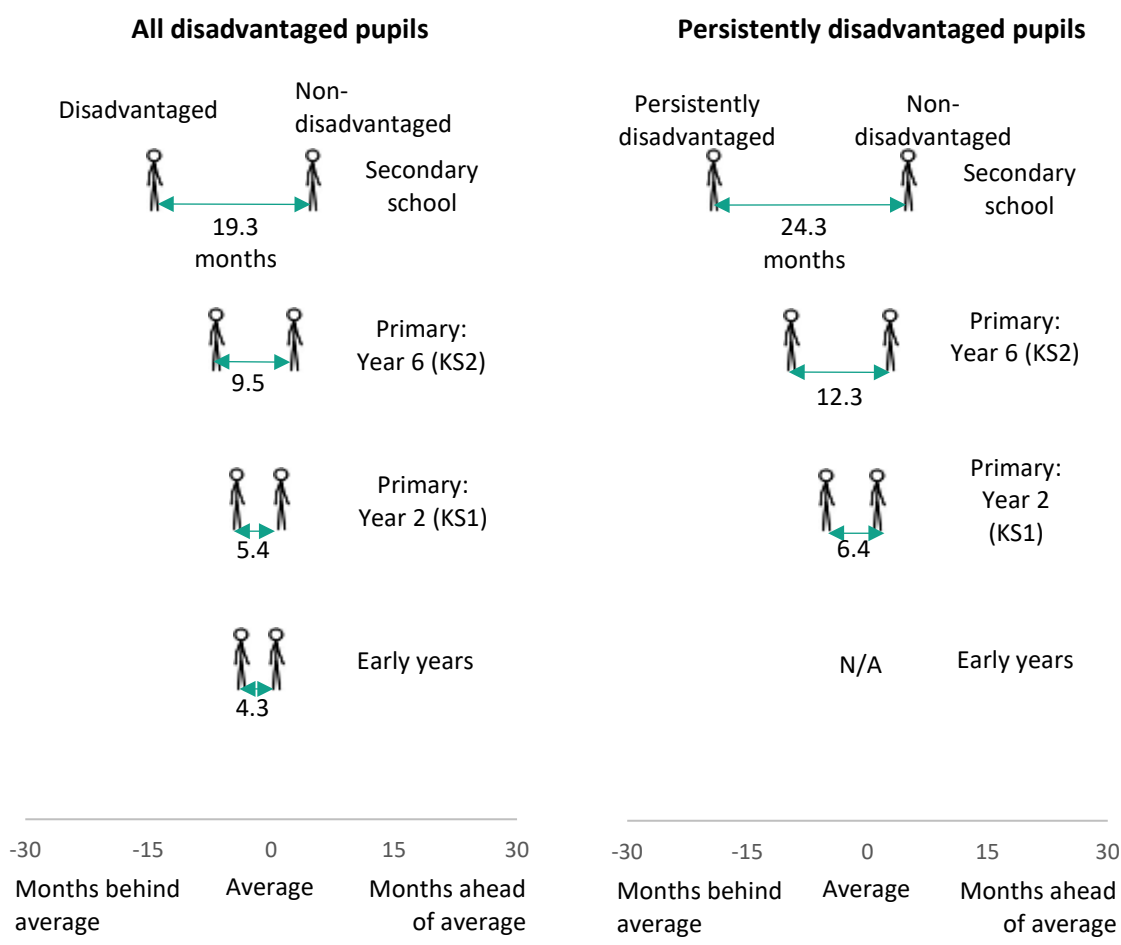 All disadvantaged pupils
Disadvantaged
Non-
disadvantaged
Secondary
school
19.3
months
Primary:
Year 6 (KS2)
9.5
Primary:
Year 2 (KS1)
5.4
Early years
4.3
-30 -15 0 15 30
Months behind
average
Average
Months ahead
of average
Persistently disadvantaged pupils
Persistently
disadvantaged
Non-
disadvantaged
Secondary
school
24.3
months
Primary:
Year 6 (KS2)
12.3
Primary:
Year 2
(KS1)
6.4
N/A
Early years
-30 -15 0 15 30
Months behind
average
Average
Months ahead
of average